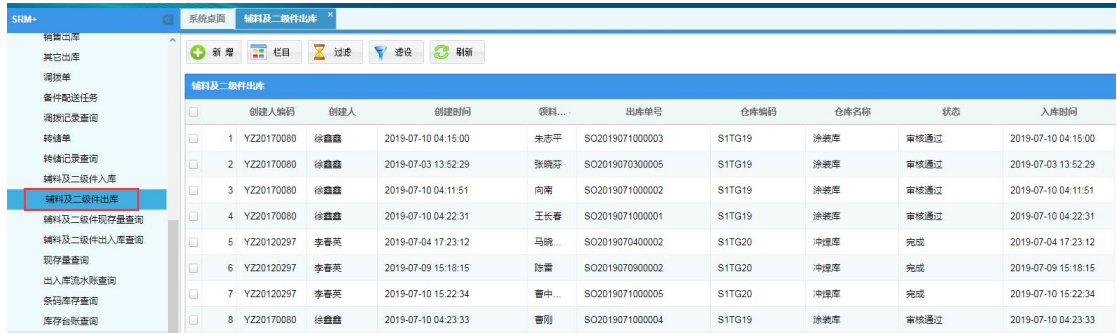 SRM+
系统桌面
辅料及二级件出库 ×
销售出库
其它出库
调拨单
备件配送任务
调拨记录查询
转储单
转储记录查询
辅料及二级件入库
辅料及二级件出库
辅料及二级件现存量查询
辅料及二级件出入库查询
现存量查询
出入库流水账查询
条码库存查询
库存台账查询
新增 栏目 过滤 滤设 刷新
辅料及二级件出库
创建人编码 创建人 创建时间 领料... 出库单号 仓库编码 仓库名称 状态 入库时间
1 YZ20170080 徐鑫鑫 2019-07-10 04:15:00 朱志平 SO2019071000003 S1TG19 涂装库 审核通过 2019-07-10 04:15:00
2 YZ20170080 徐鑫鑫 2019-07-03 13:52:29 张晓芬 SO2019070300005 S1TG19 涂装库 审核通过 2019-07-03 13:52:29
3 YZ20170080 徐鑫鑫 2019-07-10 04:11:51 向南 SO2019071000002 S1TG19 涂装库 审核通过 2019-07-10 04:11:51
4 YZ20170080 徐鑫鑫 2019-07-10 04:22:31 王长春 SO2019071000001 S1TG19 涂装库 审核通过 2019-07-10 04:22:31
5 YZ20120297 李春英 2019-07-04 17:23:12 马晓... SO2019070400002 S1TG20 冲焊库 完成 2019-07-04 17:23:12
6 YZ20120297 李春英 2019-07-09 15:18:15 陈雷 SO2019070900002 S1TG20 冲焊库 完成 2019-07-09 15:18:15
7 YZ20120297 李春英 2019-07-10 15:22:34 曹中... SO2019071000005 S1TG20 冲焊库 完成 2019-07-10 15:22:34
8 YZ20170080 徐鑫鑫 2019-07-10 04:23:33 曹刚 SO2019071000004 S1TG19 涂装库 审核通过 2019-07-10 04:23:33